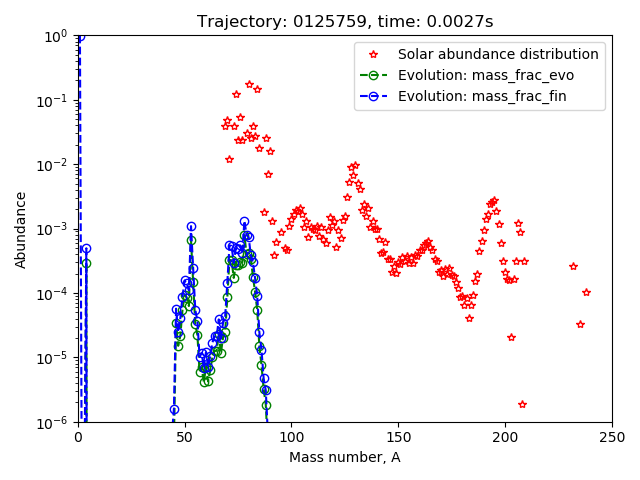 Trajectory: 0125759, time: 0.0027s
Solar abundance distribution
Evolution: mass_frac_evo
Evolution: mass_frac_fin
Abundance
10⁰
10⁻¹
10⁻²
10⁻³
10⁻⁴
10⁻⁵
10⁻⁶
0 50 100 150 200 250
Mass number, A